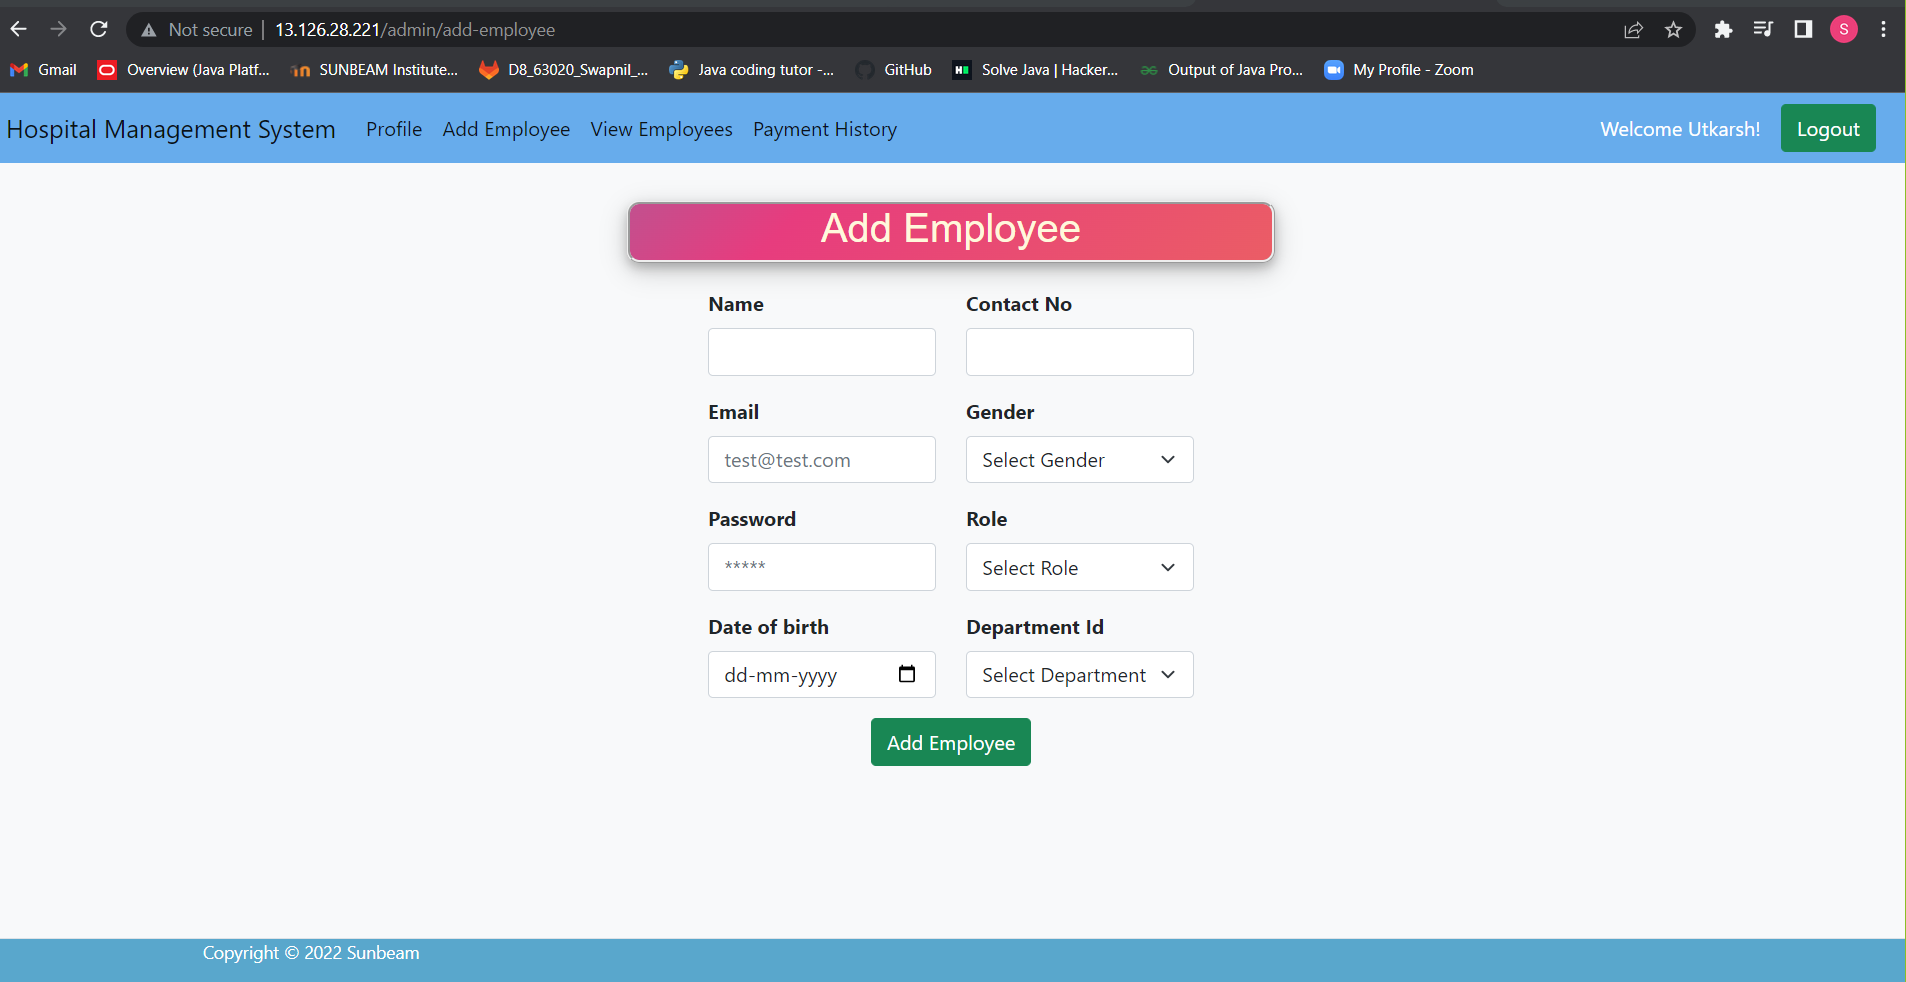 Not secure | 13.126.28.221/admin/add-employee S
Gmail Overview (Java Platf... SUNBEAM Institute... D8_63020_Swapnil_... Java coding tutor -... GitHub H Solve Java | Hacker... Output of Java Pro... My Profile - Zoom
Hospital Management System Profile Add Employee View Employees Payment History Welcome Utkarsh! Logout
Add Employee
Name Contact No
Email Gender
test@test.com Select Gender
Password Role
***** Select Role
Date of birth Department Id
dd-mm-yyyy Select Department
Add Employee
Copyright © 2022 Sunbeam